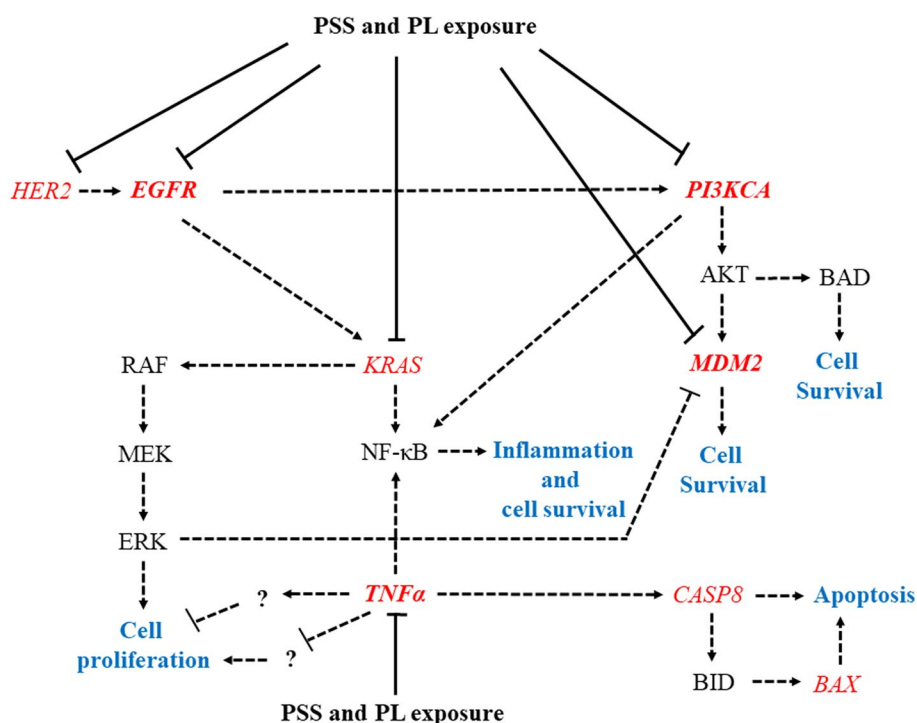 PSS and PL exposure
HER2
EGFR
PI3KCA
AKT
BAD
RAF
KRAS
MDM2
Cell
Survival
MEK
NF-κB
Inflammation
and
cell survival
Cell
Survival
ERK
?
TNFα
CASP8
Apoptosis
Cell
proliferation
?
BID
BAX
PSS and PL exposure